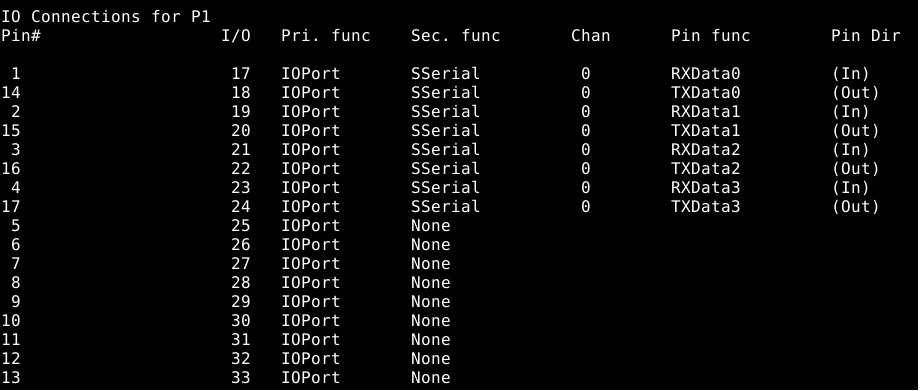 IO Connections for P1
Pin#                  I/O   Pri. func    Sec. func       Chan      Pin func        Pin Dir

 1                     17   IOPort       SSerial          0        RXData0         (In)
14                     18   IOPort       SSerial          0        TXData0         (Out)
 2                     19   IOPort       SSerial          0        RXData1         (In)
15                     20   IOPort       SSerial          0        TXData1         (Out)
 3                     21   IOPort       SSerial          0        RXData2         (In)
16                     22   IOPort       SSerial          0        TXData2         (Out)
 4                     23   IOPort       SSerial          0        RXData3         (In)
17                     24   IOPort       SSerial          0        TXData3         (Out)
 5                     25   IOPort       None
 6                     26   IOPort       None
 7                     27   IOPort       None
 8                     28   IOPort       None
 9                     29   IOPort       None
10                     30   IOPort       None
11                     31   IOPort       None
12                     32   IOPort       None
13                     33   IOPort       None